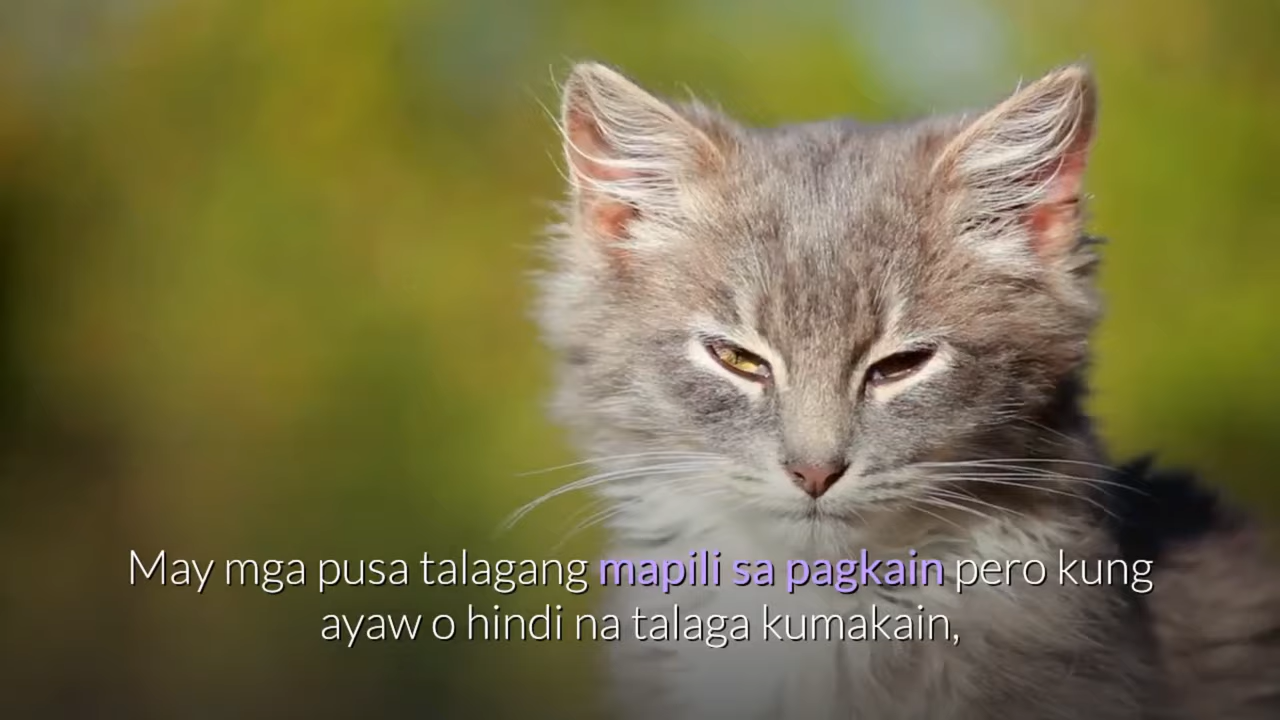 May mga pusa talagang mapili sa pagkain pero kung
ayaw o hindi na talaga kumakain,